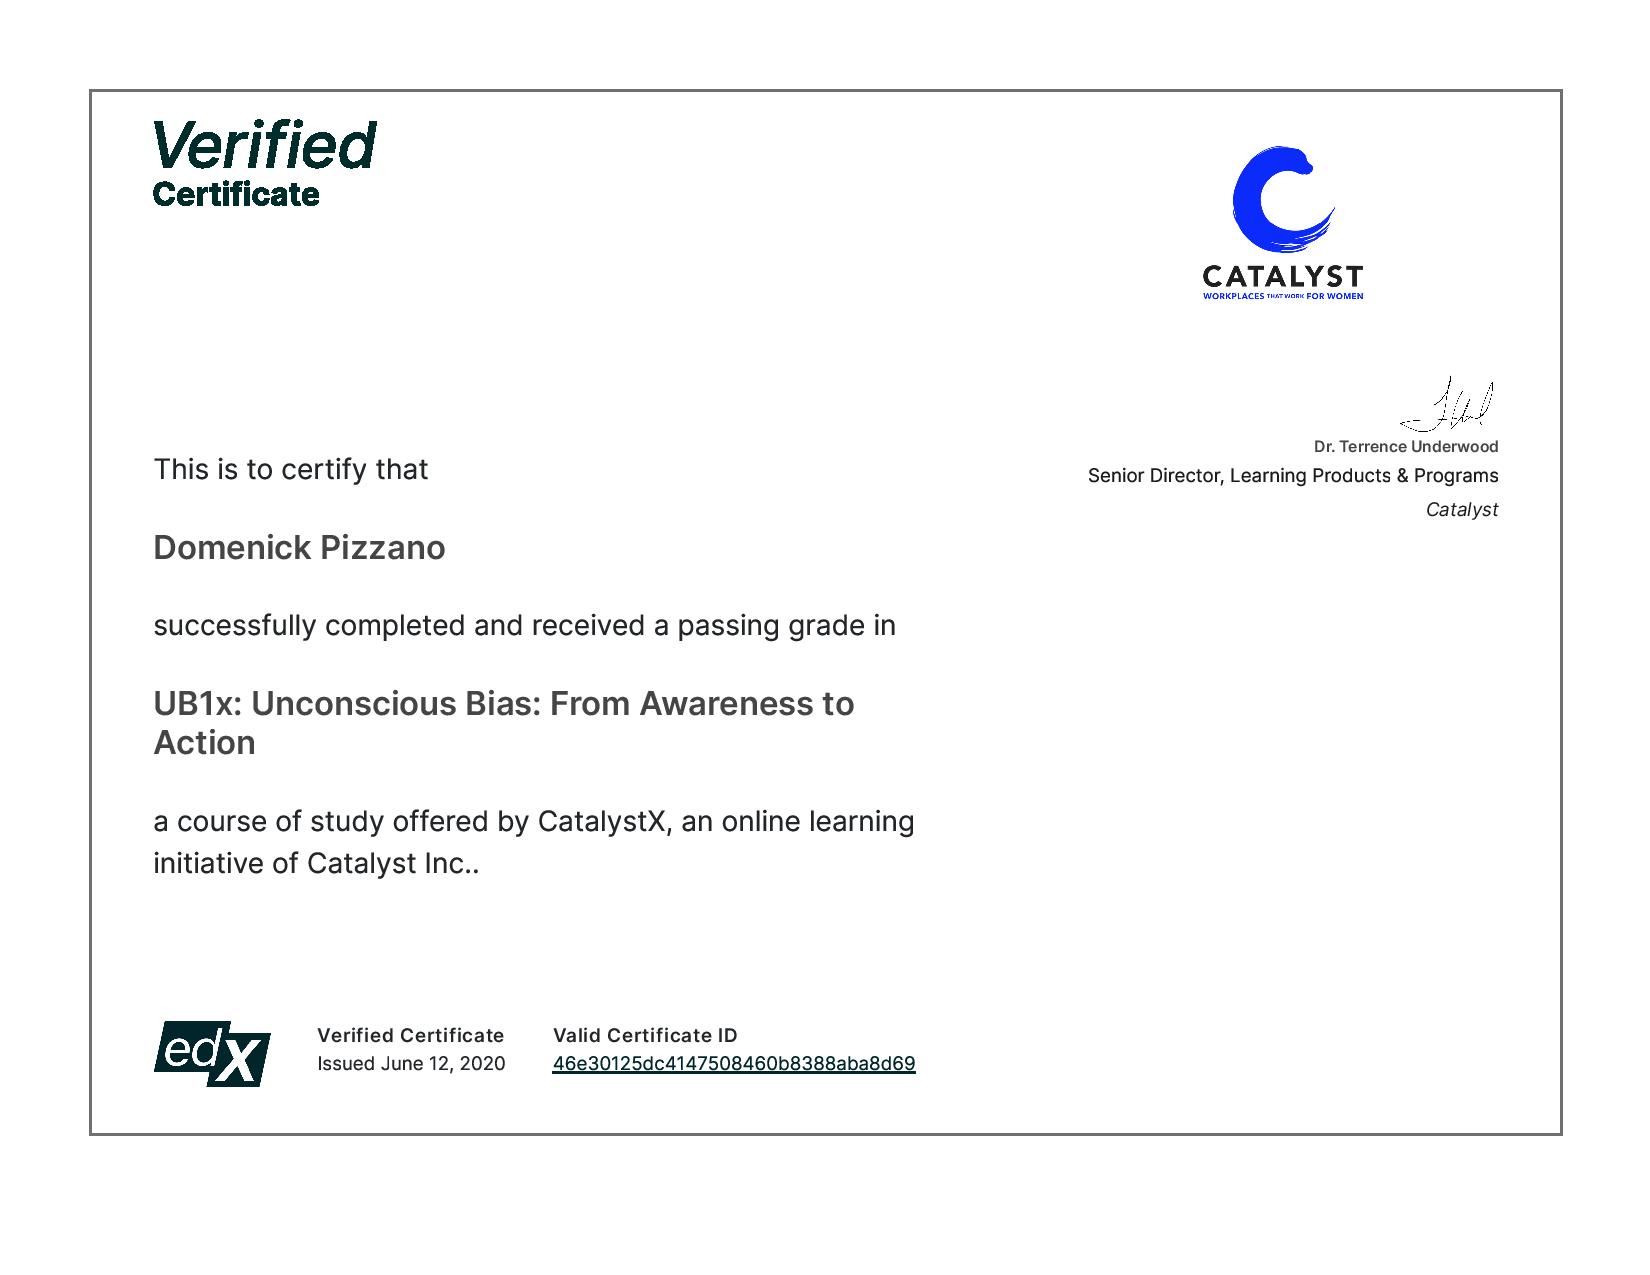 Verified
Certificate
CATALYST
WORKPLACES THAT WORK FOR WOMEN
Dr. Terrence Underwood
Senior Director, Learning Products & Programs
Catalyst
This is to certify that
Domenick Pizzano
successfully completed and received a passing grade in
UB1x: Unconscious Bias: From Awareness to
Action
a course of study offered by CatalystX, an online learning
initiative of Catalyst Inc..
edX
Verified Certificate
Issued June 12, 2020
Valid Certificate ID
46e30125dc4147508460b8388aba8d69